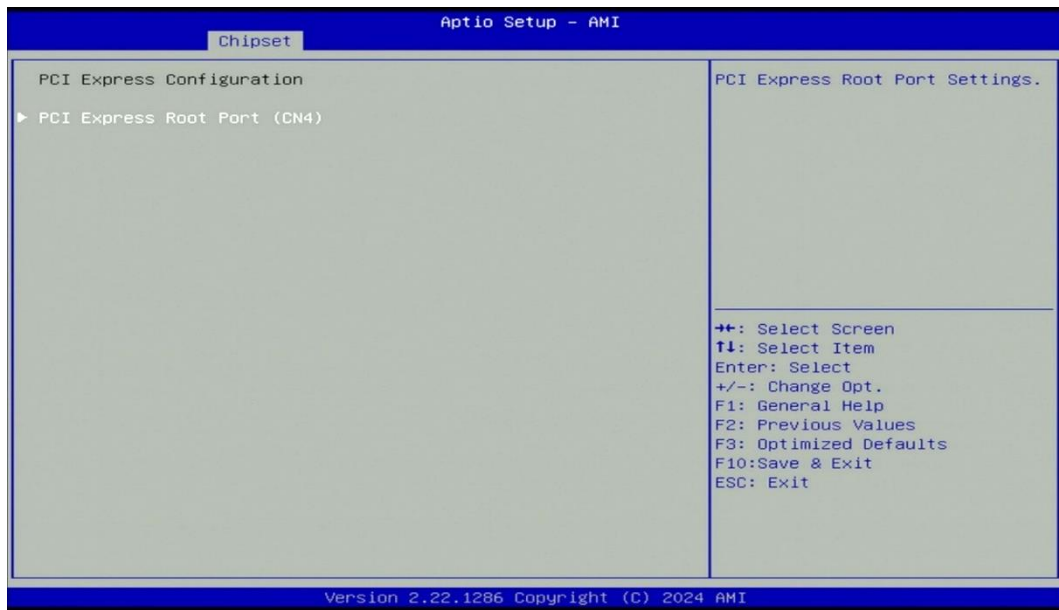 Aptio Setup - AMI
Chipset
PCI Express Configuration
► PCI Express Root Port (CN4)
PCI Express Root Port Settings.
→←: Select Screen
↑↓: Select Item
Enter: Select
+/-: Change Opt.
F1: General Help
F2: Previous Values
F3: Optimized Defaults
F10:Save & Exit
ESC: Exit
Version 2.22.1286 Copyright (C) 2024 AMI